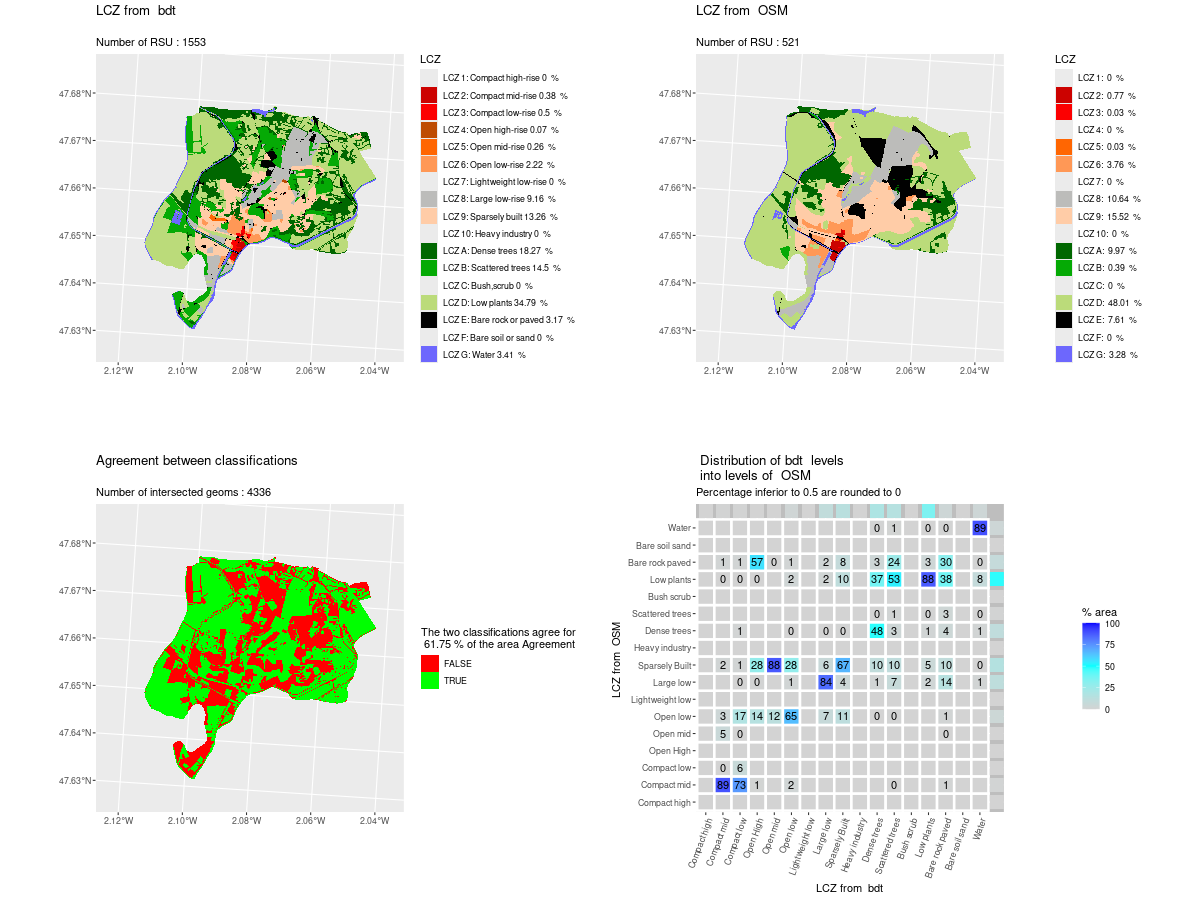 LCZ from  bdt
Number of RSU : 1553
47.68°N
47.67°N
47.66°N
47.65°N
47.64°N
47.63°N
2.12°W
2.10°W
2.08°W
2.06°W
2.04°W
LCZ
LCZ 1: Compact high-rise 0  %
LCZ 2: Compact mid-rise 0.38  %
LCZ 3: Compact low-rise 0.5  %
LCZ 4: Open high-rise 0.07  %
LCZ 5: Open mid-rise 0.26  %
LCZ 6: Open low-rise 2.22  %
LCZ 7: Lightweight low-rise 0  %
LCZ 8: Large low-rise 9.16  %
LCZ 9: Sparsely built 13.26  %
LCZ 10: Heavy industry 0  %
LCZ A: Dense trees 18.27  %
LCZ B: Scattered trees 14.5  %
LCZ C: Bush,scrub 0  %
LCZ D: Low plants 34.79  %
LCZ E: Bare rock or paved 3.17  %
LCZ F: Bare soil or sand 0  %
LCZ G: Water 3.41  %
LCZ from  OSM
Number of RSU : 521
47.68°N
47.67°N
47.66°N
47.65°N
47.64°N
47.63°N
2.12°W
2.10°W
2.08°W
2.06°W
2.04°W
LCZ
LCZ 1:  0  %
LCZ 2:  0.77  %
LCZ 3:  0.03  %
LCZ 4:  0  %
LCZ 5:  0.03  %
LCZ 6:  3.76  %
LCZ 7:  0  %
LCZ 8:  10.64  %
LCZ 9:  15.52  %
LCZ 10:  0  %
LCZ A:  9.97  %
LCZ B:  0.39  %
LCZ C:  0  %
LCZ D:  48.01  %
LCZ E:  7.61  %
LCZ F:  0  %
LCZ G:  3.28  %
Agreement between classifications
Number of intersected geoms : 4336
47.68°N
47.67°N
47.66°N
47.65°N
47.64°N
47.63°N
2.12°W
2.10°W
2.08°W
2.06°W
2.04°W
The two classifications agree for
61.75 % of the area Agreement
FALSE
TRUE
Distribution of bdt  levels
into levels of  OSM
Percentage inferior to 0.5 are rounded to 0
LCZ from  OSM
Water 0 1 0 0 89
Bare soil sand
Bare rock paved 1 1 57 0 1 2 8 3 24 3 30 0
Low plants 0 0 0 2 2 10 37 53 88 38 8
Bush scrub
Scattered trees 0 1 0 3 0
Dense trees 1 0 0 0 48 3 1 4 1
Heavy industry
Sparsely Built 2 1 28 88 28 6 67 10 10 5 10 0
Large low 0 0 1 84 4 1 7 2 14 1
Lightweight low
Open low 3 17 14 12 65 7 11 0 0 1
Open mid 5 0 0
Open High
Compact low 0 6
Compact mid 89 73 1 2 0 1
Compact high
Compact high
Compact mid
Compact low
Open High
Open mid
Open low
Lightweight low
Large low
Sparsely Built
Heavy industry
Dense trees
Scattered trees
Bush scrub
Low plants
Bare rock paved
Bare soil sand
Water
LCZ from  bdt
% area
100
75
50
25
0